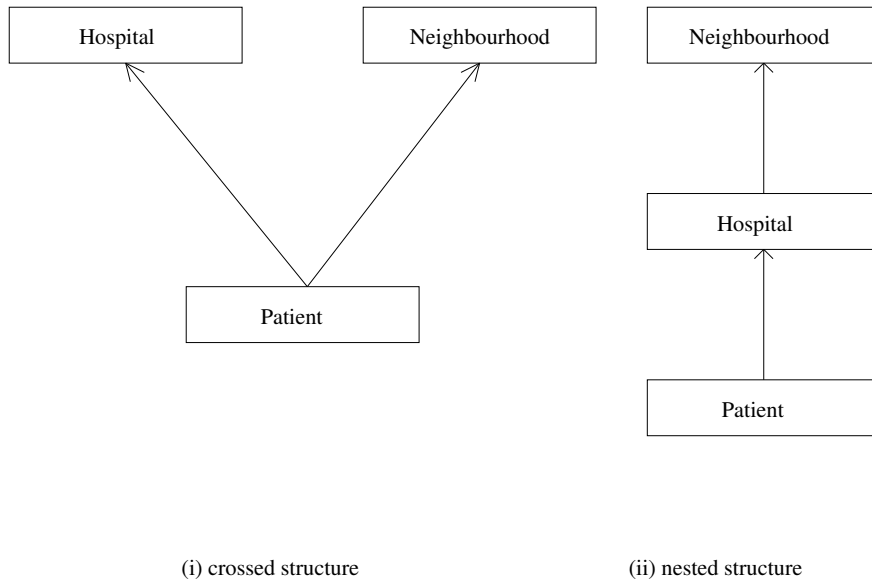 Hospital
Neighbourhood
Patient
(i) crossed structure
Neighbourhood
Hospital
Patient
(ii) nested structure